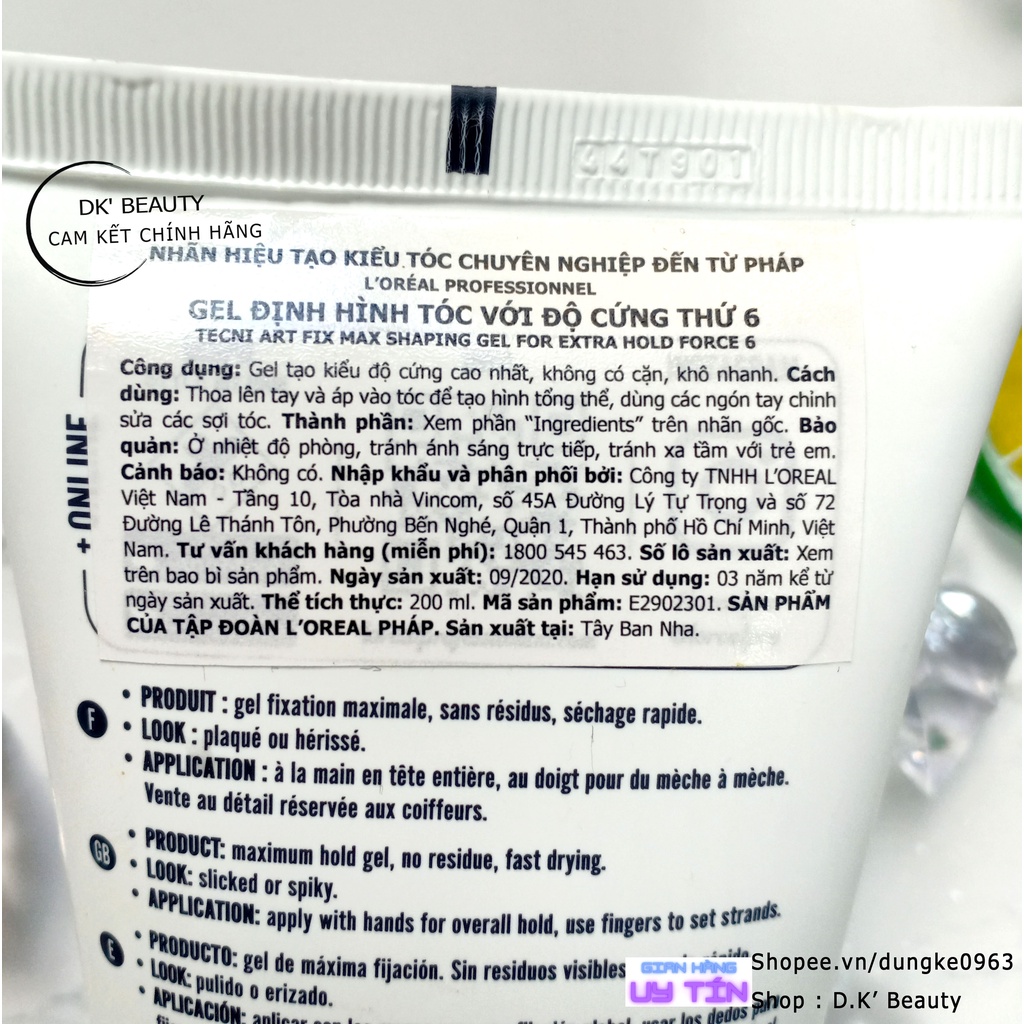 44T901
DK' BEAUTY
CAM KẾT CHÍNH HÃNG
NHÃN HIỆU TẠO KIỂU TÓC CHUYÊN NGHIỆP ĐẾN TỪ PHÁP
L'ORÉAL PROFESSIONNEL
GEL ĐỊNH HÌNH TÓC VỚI ĐỘ CỨNG THỨ 6
TECNI ART FIX MAX SHAPING GEL FOR EXTRA HOLD FORCE 6
Công dụng: Gel tạo kiểu độ cứng cao nhất, không có cặn, khô nhanh. Cách
dùng: Thoa lên tay và áp vào tóc để tạo hình tổng thể, dùng các ngón tay chỉnh
sửa các sợi tóc. Thành phần: Xem phần "Ingredients" trên nhãn gốc. Bảo
quản: Ở nhiệt độ phòng, tránh ánh sáng trực tiếp, tránh xa tầm với trẻ em.
Cảnh báo: Không có. Nhập khẩu và phân phối bởi: Công ty TNHH L'OREAL
Việt Nam - Tầng 10, Tòa nhà Vincom, số 45A Đường Lý Tự Trọng và số 72
Đường Lê Thánh Tôn, Phường Bến Nghé, Quận 1, Thành phố Hồ Chí Minh, Việt
Nam. Tư vấn khách hàng (miễn phí): 1800 545 463. Số lô sản xuất: Xem
trên bao bì sản phẩm. Ngày sản xuất: 09/2020. Hạn sử dụng: 03 năm kể từ
ngày sản xuất. Thể tích thực: 200 ml. Mã sản phẩm: E2902301. SẢN PHẨM
CỦA TẬP ĐOÀN L'OREAL PHÁP. Sản xuất tại: Tây Ban Nha.
+ ONLINE
F
• PRODUIT : gel fixation maximale, sans résidus, séchage rapide.
• LOOK : plaqué ou hérissé.
• APPLICATION : à la main en tête entière, au doigt pour du mèche à mèche.
Vente au détail réservée aux coiffeurs.
GB
• PRODUCT: maximum hold gel, no residue, fast drying.
• LOOK: slicked or spiky.
• APPLICATION: apply with hands for overall hold, use fingers to set strands.
E
• PRODUCTO: gel de máxima fijación. Sin residuos visibles
• LOOK: pulido o erizado.
• APLICACIÓN: aplicar con las
usar los dedos para
GIAN HÀNG
UY TÍN
Shopee.vn/dungke0963
Shop : D.K' Beauty